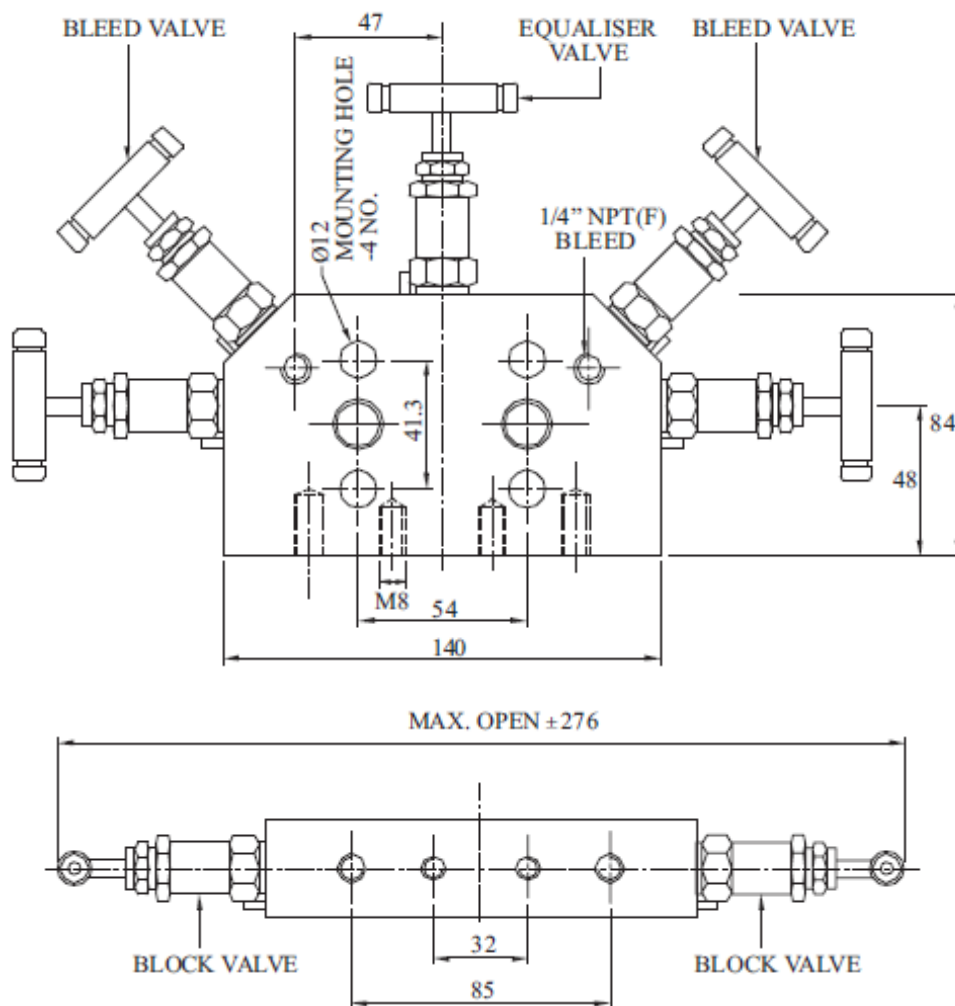 BLEED VALVE
47
EQUALISER
VALVE
BLEED VALVE
Ø12
MOUNTING HOLE
-4 NO.
1/4” NPT(F)
BLEED
41.3
84
48
M8
54
140
MAX. OPEN ±276
BLOCK VALVE
32
BLOCK VALVE
85